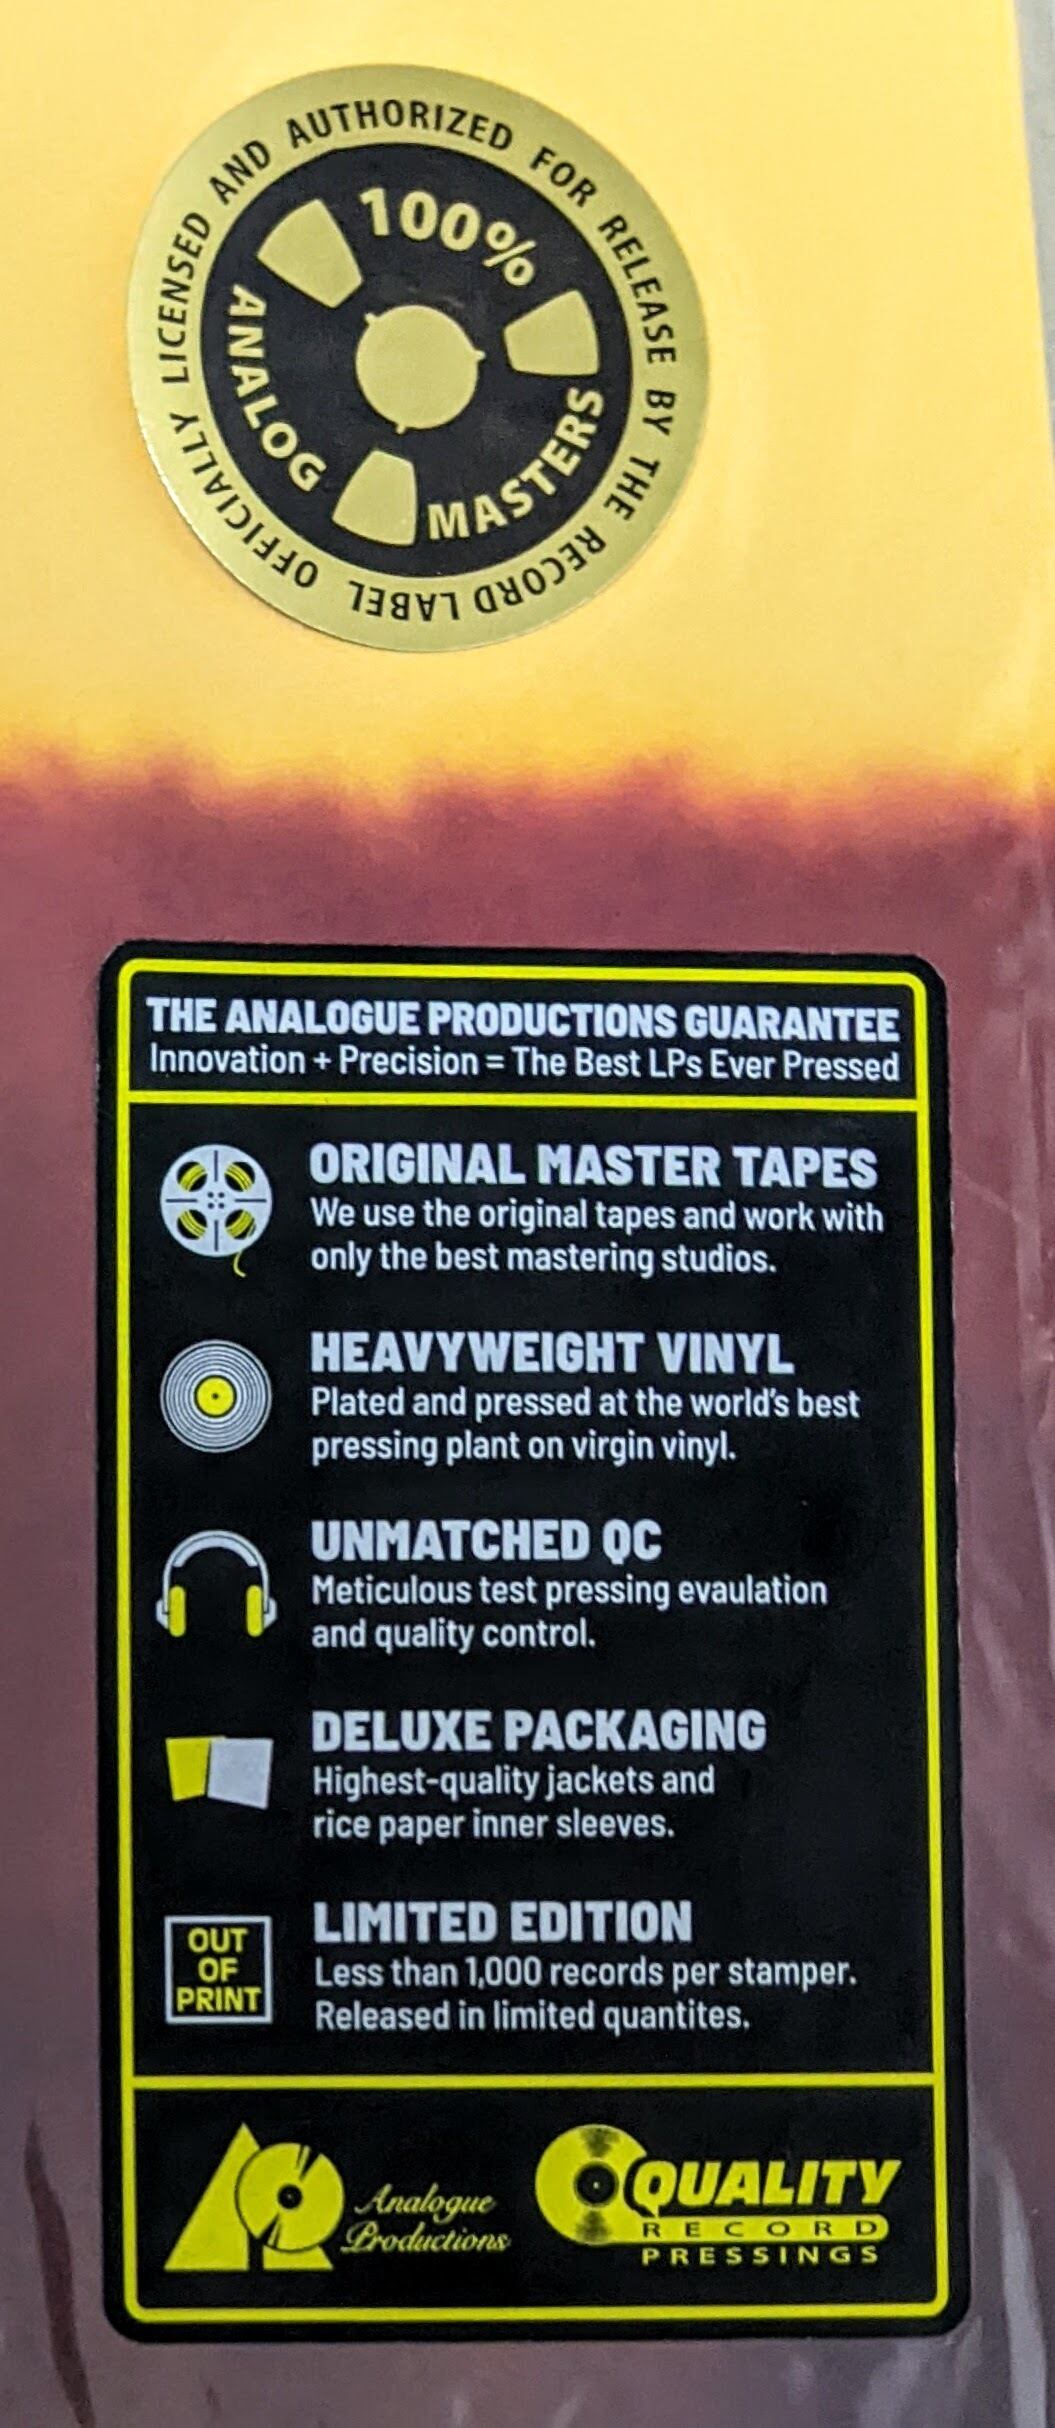 OFFICIALLY LICENSED AND AUTHORIZED FOR RELEASE BY THE RECORD LABEL
100%
ANALOG
MASTERS
THE ANALOGUE PRODUCTIONS GUARANTEE
Innovation + Precision = The Best LPs Ever Pressed
ORIGINAL MASTER TAPES
We use the original tapes and work with
only the best mastering studios.
HEAVYWEIGHT VINYL
Plated and pressed at the world's best
pressing plant on virgin vinyl.
UNMATCHED QC
Meticulous test pressing evaulation
and quality control.
DELUXE PACKAGING
Highest-quality jackets and
rice paper inner sleeves.
OUT
OF
PRINT
LIMITED EDITION
Less than 1,000 records per stamper.
Released in limited quantites.
Analogue
Productions
QUALITY
RECORD
PRESSINGS